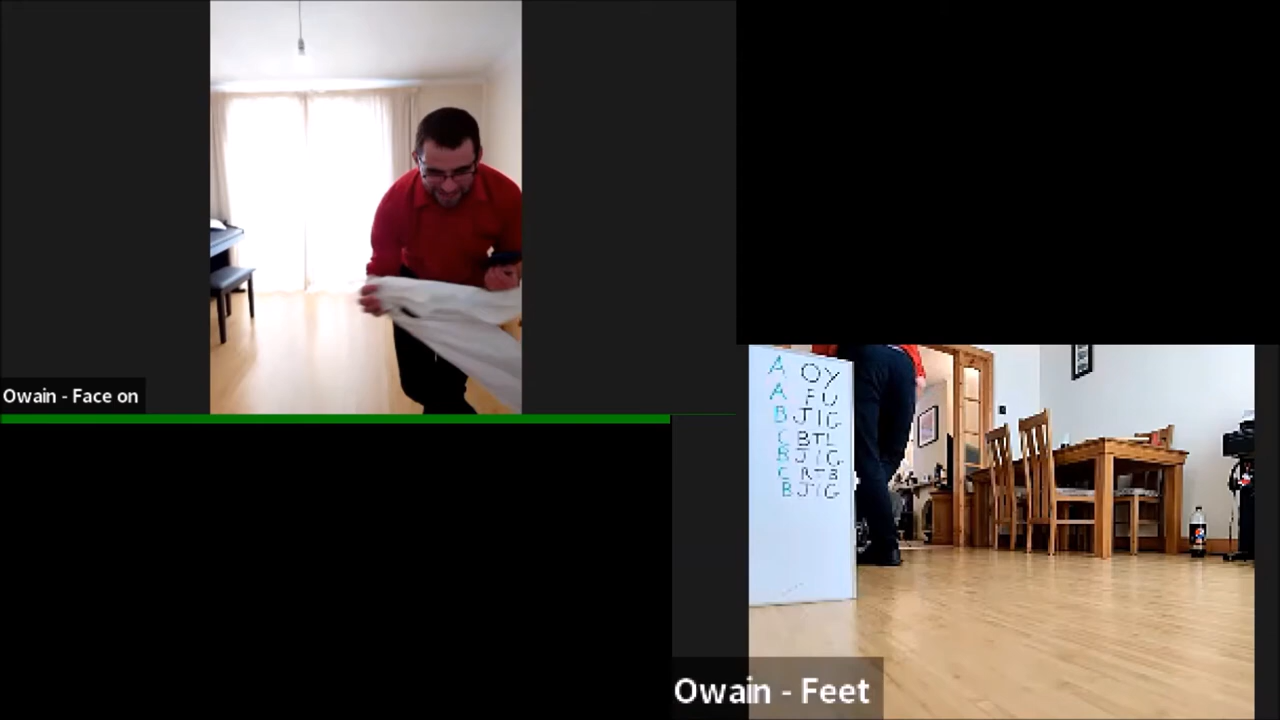 Owain - Face on
A OY
A FU
B JIG
C BTL
B JIG
C RTB
B JIG
Owain - Feet